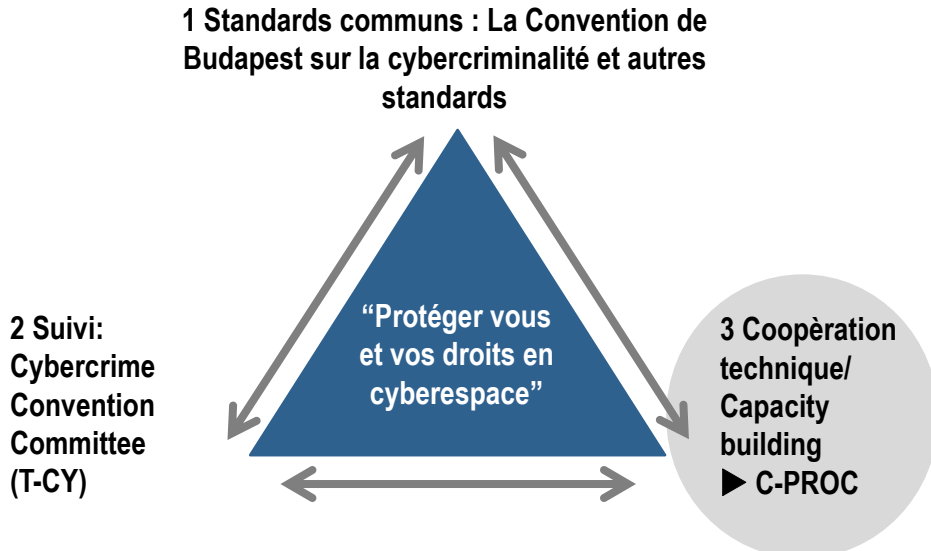 1 Standards communs : La Convention de
Budapest sur la cybercriminalité et autres
standards
“Protéger vous
et vos droits en
cyberespace”
2 Suivi:
Cybercrime
Convention
Committee
(T-CY)
3 Coopèration
technique/
Capacity
building
▶ C-PROC